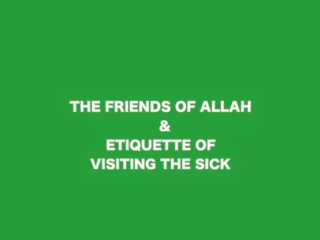 THE FRIENDS OF ALLAH
&
ETIQUETTE OF
VISITING THE SICK